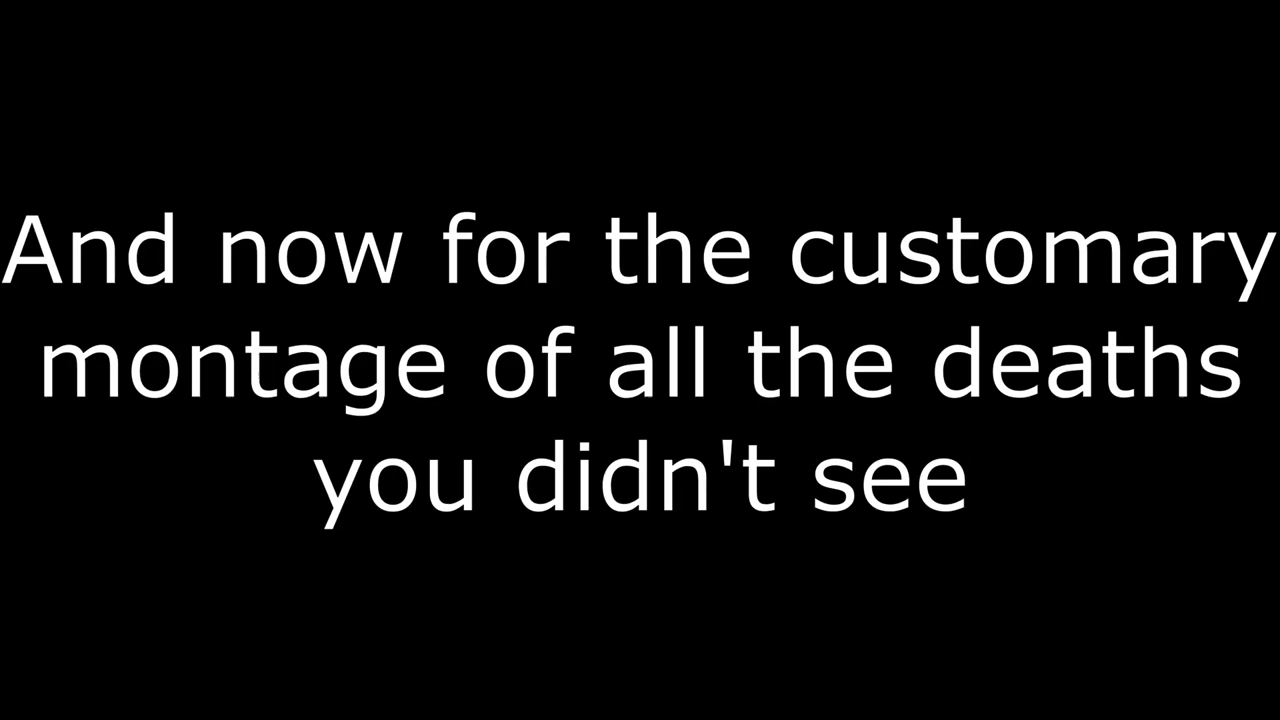 And now for the customary
montage of all the deaths
you didn't see